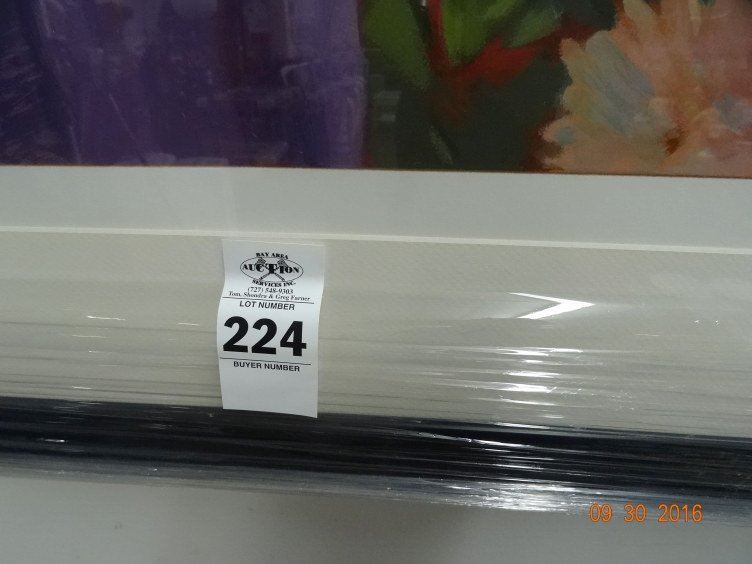 BAY AREA
AUCTION
SERVICES INC.
(727) 548-9303
Tom, Shondra & Greg Farner
LOT NUMBER
224
BUYER NUMBER
09 30 2016